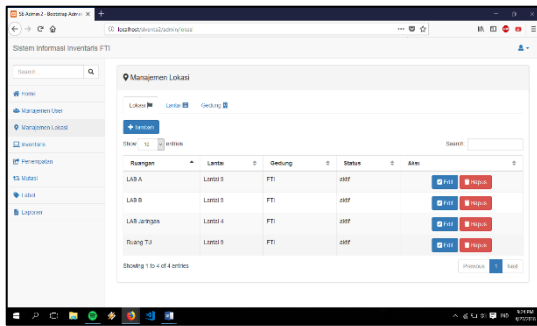 SB Admin 2 - Bootstrap Admin
localhost/inventa2/admin/lokasi
Sistem Informasi Inventaris FTI
Search
Home
Manajemen User
Manajemen Lokasi
Inventaris
Penempatan
Mutasi
Label
Laporan
Manajemen Lokasi
Lokasi Lantai Gedung
+ Tambah
Show 10 entries Search:
Ruangan Lantai Gedung Status Aksi
LAB A Lantai 5 FTI aktif Edit Hapus
LAB B Lantai FTI aktif Edit Hapus
LAB Jaringan Lantai 4 FTI aktif Edit Hapus
Ruang TU Lantai 5 FTI aktif Edit Hapus
Showing 1 to 4 of 4 entries Previous 1 Next
IND